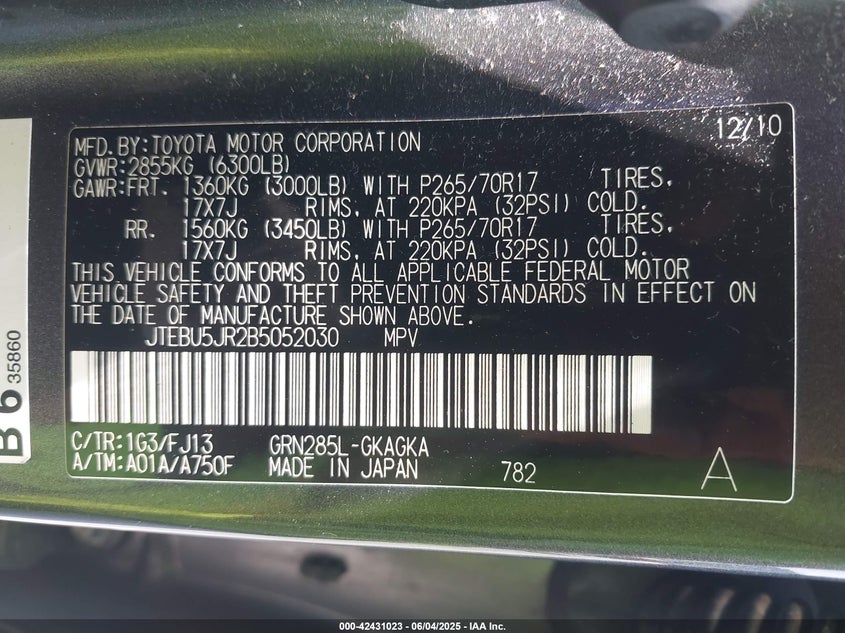 MFD. BY: TOYOTA MOTOR CORPORATION 12/10
GVWR: 2855KG (6300LB)
GAWR: FRT. 1360KG (3000LB) WITH P265/70R17 TIRES,
17X7J RIMS, AT 220KPA (32PSI) COLD.
RR. 1560KG (3450LB) WITH P265/70R17 TIRES,
17X7J RIMS, AT 220KPA (32PSI) COLD.
THIS VEHICLE CONFORMS TO ALL APPLICABLE FEDERAL MOTOR
VEHICLE SAFETY AND THEFT PREVENTION STANDARDS IN EFFECT ON
THE DATE OF MANUFACTURE SHOWN ABOVE.
JTEBU5JR2B5052030 MPV
C/TR: 1G3/FJ13 GRN285L-GKAGKA
A/TM: A01A/A750F MADE IN JAPAN 782 A
B6 35860
000-42431023 - 06/04/2025 - IAA Inc.